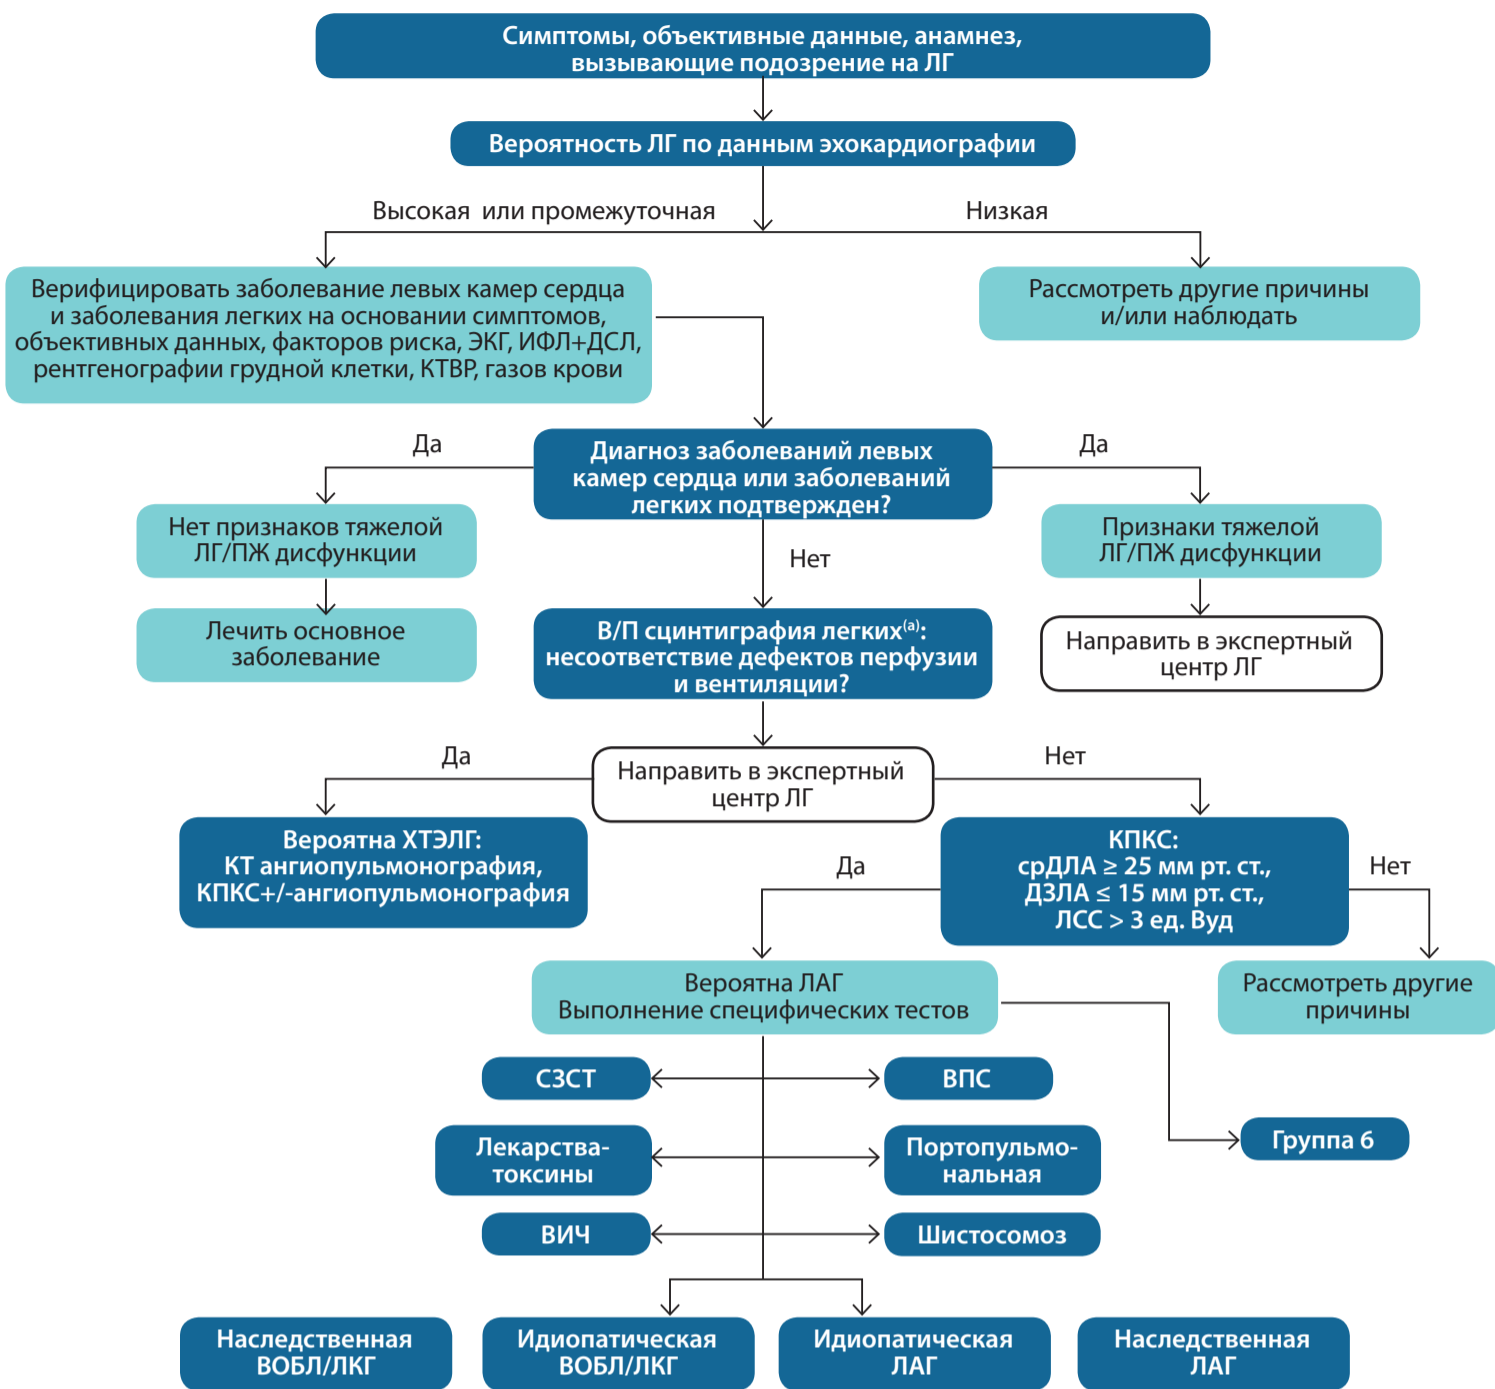 Симптомы, объективные данные, анамнез,
вызывающие подозрение на ЛГ
Вероятность ЛГ по данным эхокардиографии
Высокая или промежуточная
Низкая
Верифицировать заболевание левых камер сердца
и заболевания легких на основании симптомов,
объективных данных, факторов риска, ЭКГ, ИФЛ+ДСЛ,
рентгенографии грудной клетки, КТВР, газов крови
Рассмотреть другие причины
и/или наблюдать
Да
Диагноз заболеваний левых
камер сердца или заболеваний
легких подтвержден?
Да
Нет признаков тяжелой
ЛГ/ПЖ дисфункции
Нет
Признаки тяжелой
ЛГ/ПЖ дисфункции
Лечить основное
заболевание
В/П сцинтиграфия легких(а):
несоответствие дефектов перфузии
и вентиляции?
Направить в экспертный
центр ЛГ
Да
Направить в экспертный
центр ЛГ
Нет
Вероятна ХТЭЛГ:
КТ ангиопульмонография,
КПКС+/-ангиопульмонография
Да
КПКС:
срДЛА ≥ 25 мм рт. ст.,
ДЗЛА ≤ 15 мм рт. ст.,
ЛСС > 3 ед. Вуд
Нет
Вероятна ЛАГ
Выполнение специфических тестов
Рассмотреть другие
причины
СЗСТ
ВПС
Лекарства-
токсины
Портопульмо-
нальная
Группа 6
ВИЧ
Шистосомоз
Наследственная
ВОБЛ/ЛКГ
Идиопатическая
ВОБЛ/ЛКГ
Идиопатическая
ЛАГ
Наследственная
ЛАГ